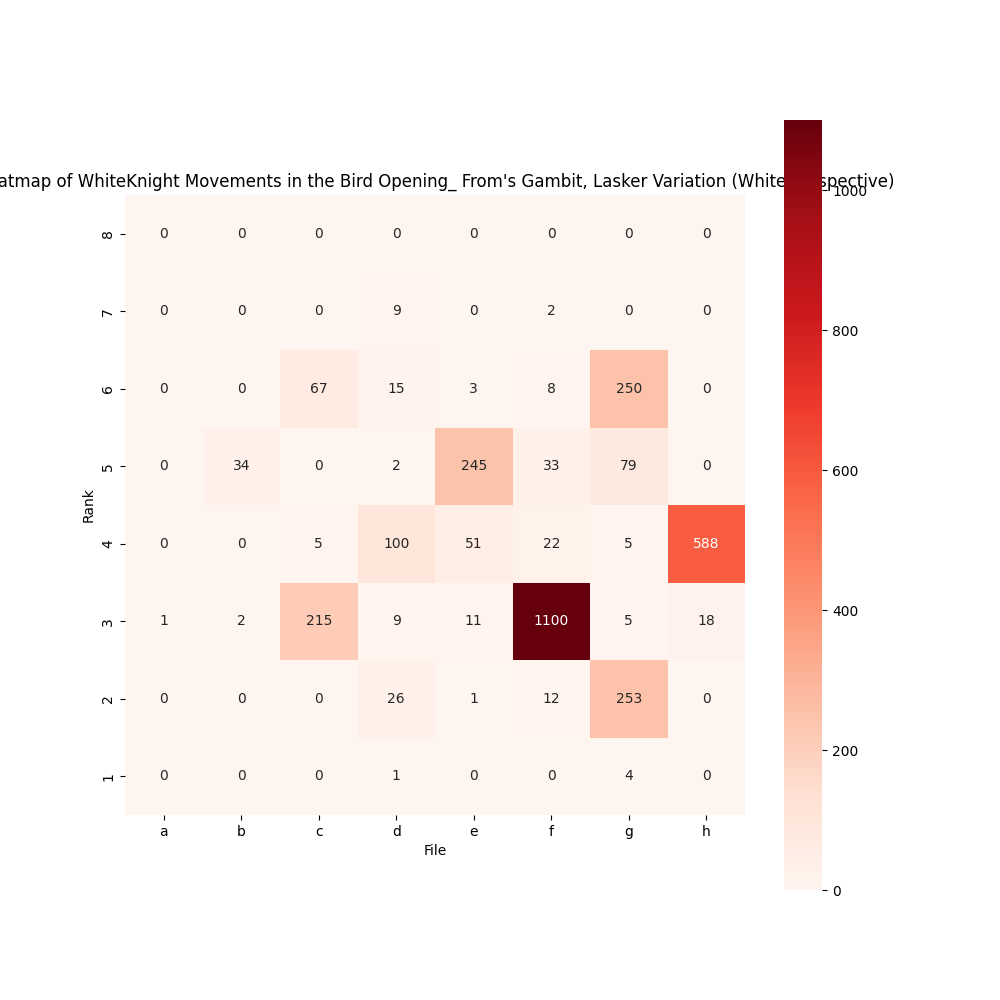 atmap of WhiteKnight Movements in the Bird Opening_ From's Gambit, Lasker Variation (White spective)
1000
8 0 0 0 0 0 0 0 0
7 0 0 0 9 0 2 0 0
800
6 0 0 67 15 3 8 250 0
5 0 34 0 2 245 33 79 0
600
Rank
4 0 0 5 100 51 22 5 588
400
3 1 2 215 9 11 1100 5 18
2 0 0 0 26 1 12 253 0
200
1 0 0 0 1 0 0 4 0
a b c d e f g h
File
0